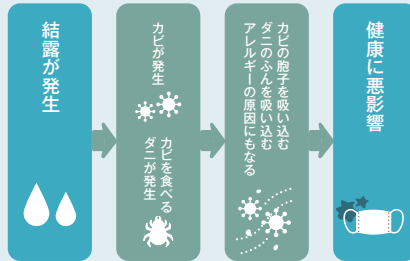 結露が発生
カビが発生
カビを食べる
ダニが発生
カビの胞子を吸い込む
ダニのふんを吸い込む
アレルギーの原因にもなる
健康に悪影響